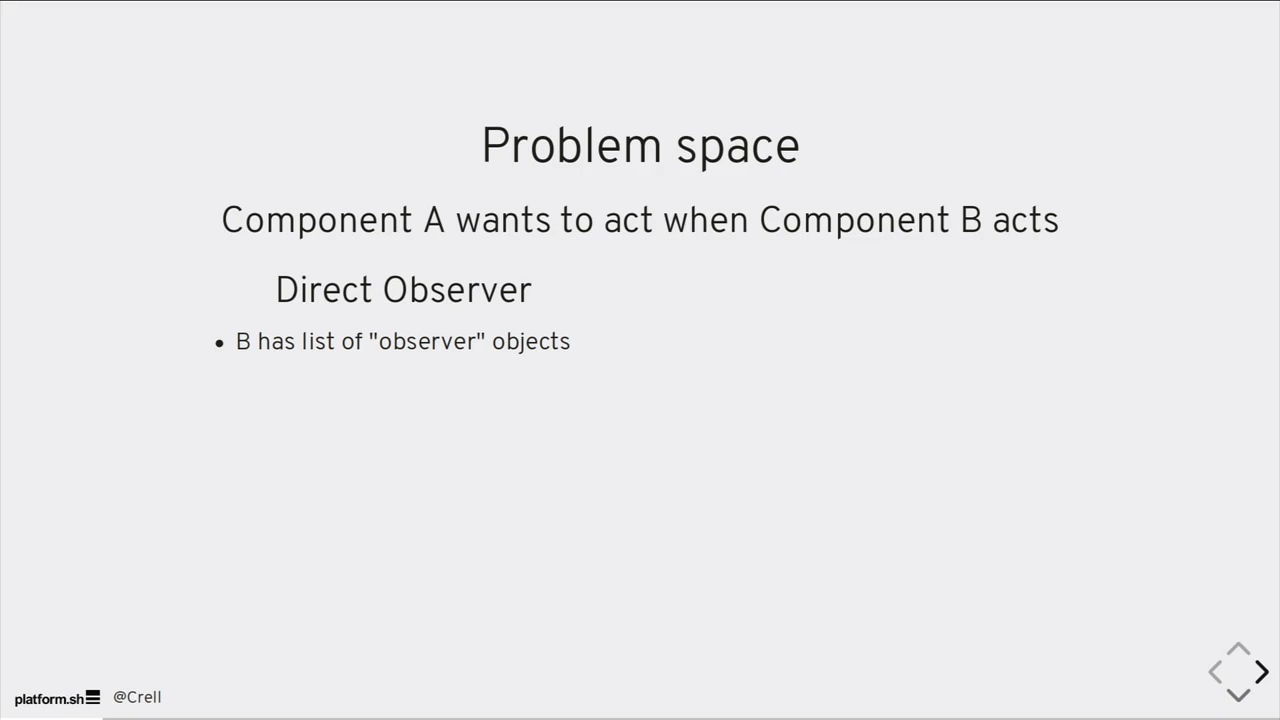 Problem space
Component A wants to act when Component B acts
Direct Observer
• B has list of "observer" objects
platform.sh @Crell